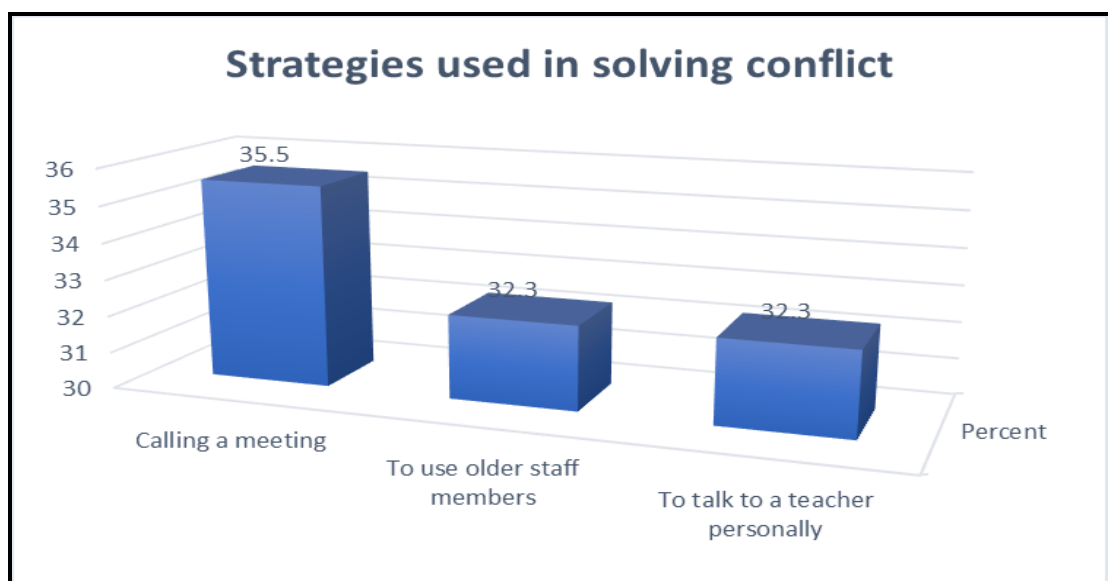 Strategies used in solving conflict
36
35
34
33
32
31
30
35.5
32.3
32.3
Calling a meeting
To use older staff
members
To talk to a teacher
personally
Percent